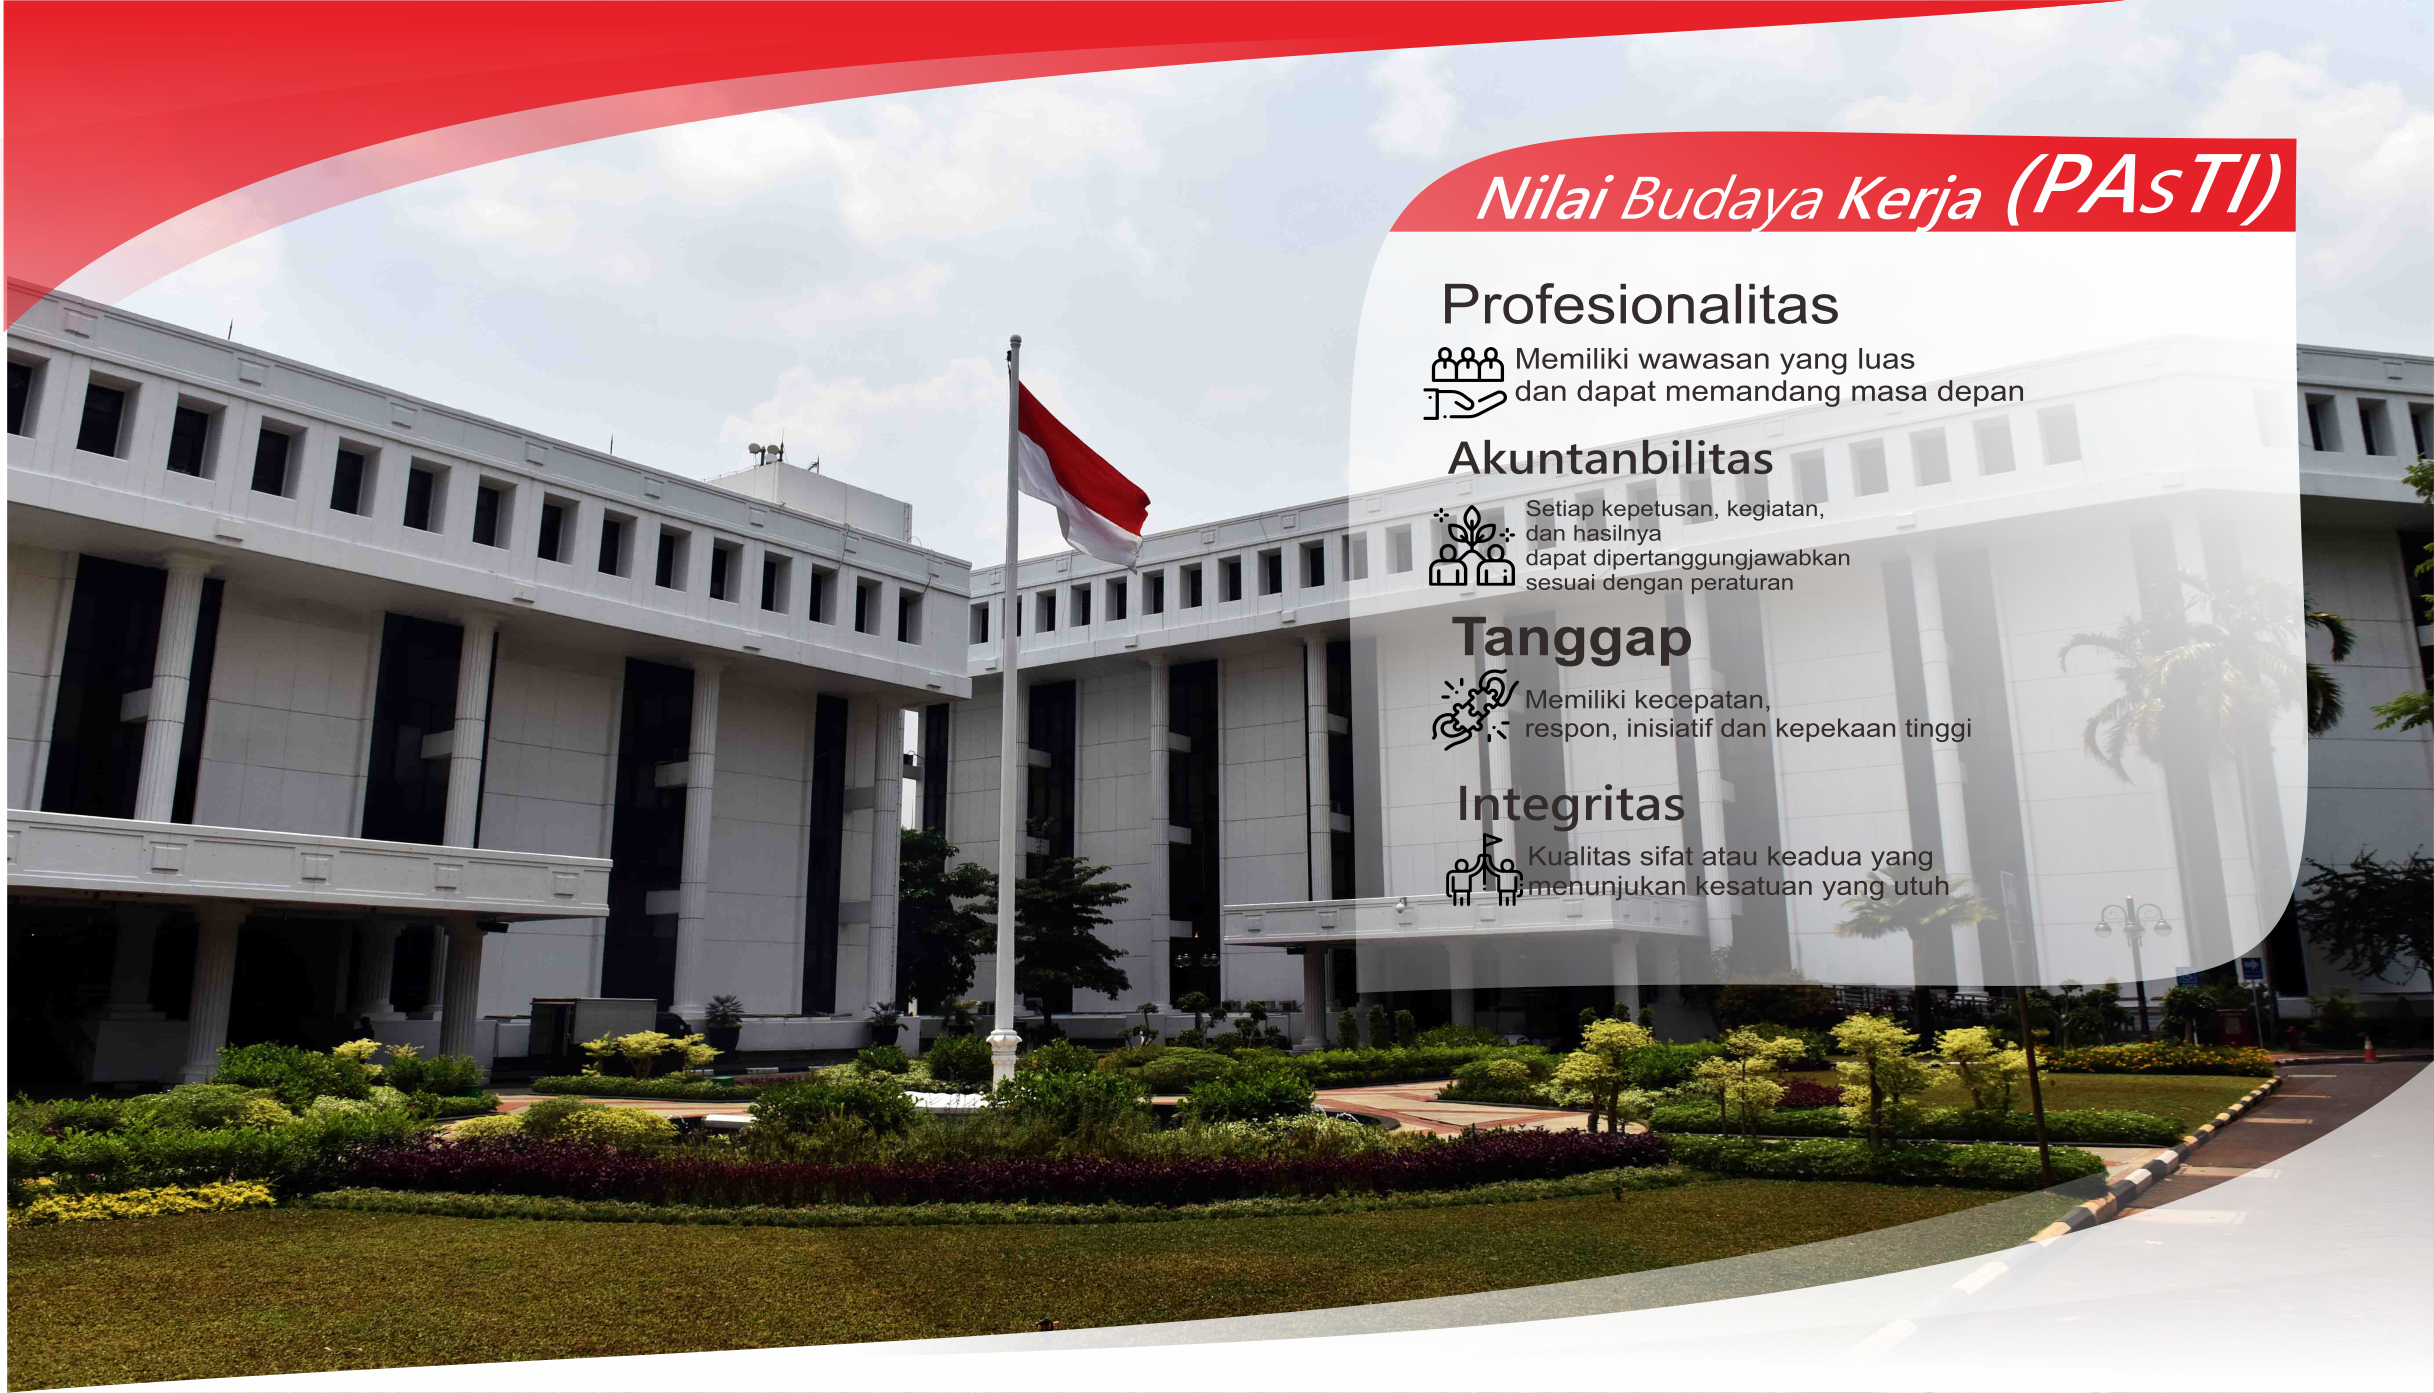 Nilai Budaya Kerja (PAsTI)
Profesionalitas
Memiliki wawasan yang luas
dan dapat memandang masa depan
Akuntanbilitas
Setiap kepetusan, kegiatan,
dan hasilnya
dapat dipertanggungjawabkan
sesuai dengan peraturan
Tanggap
Memiliki kecepatan,
respon, inisiatif dan kepekaan tinggi
Integritas
Kualitas sifat atau keadua yang
menunjukan kesatuan yang utuh